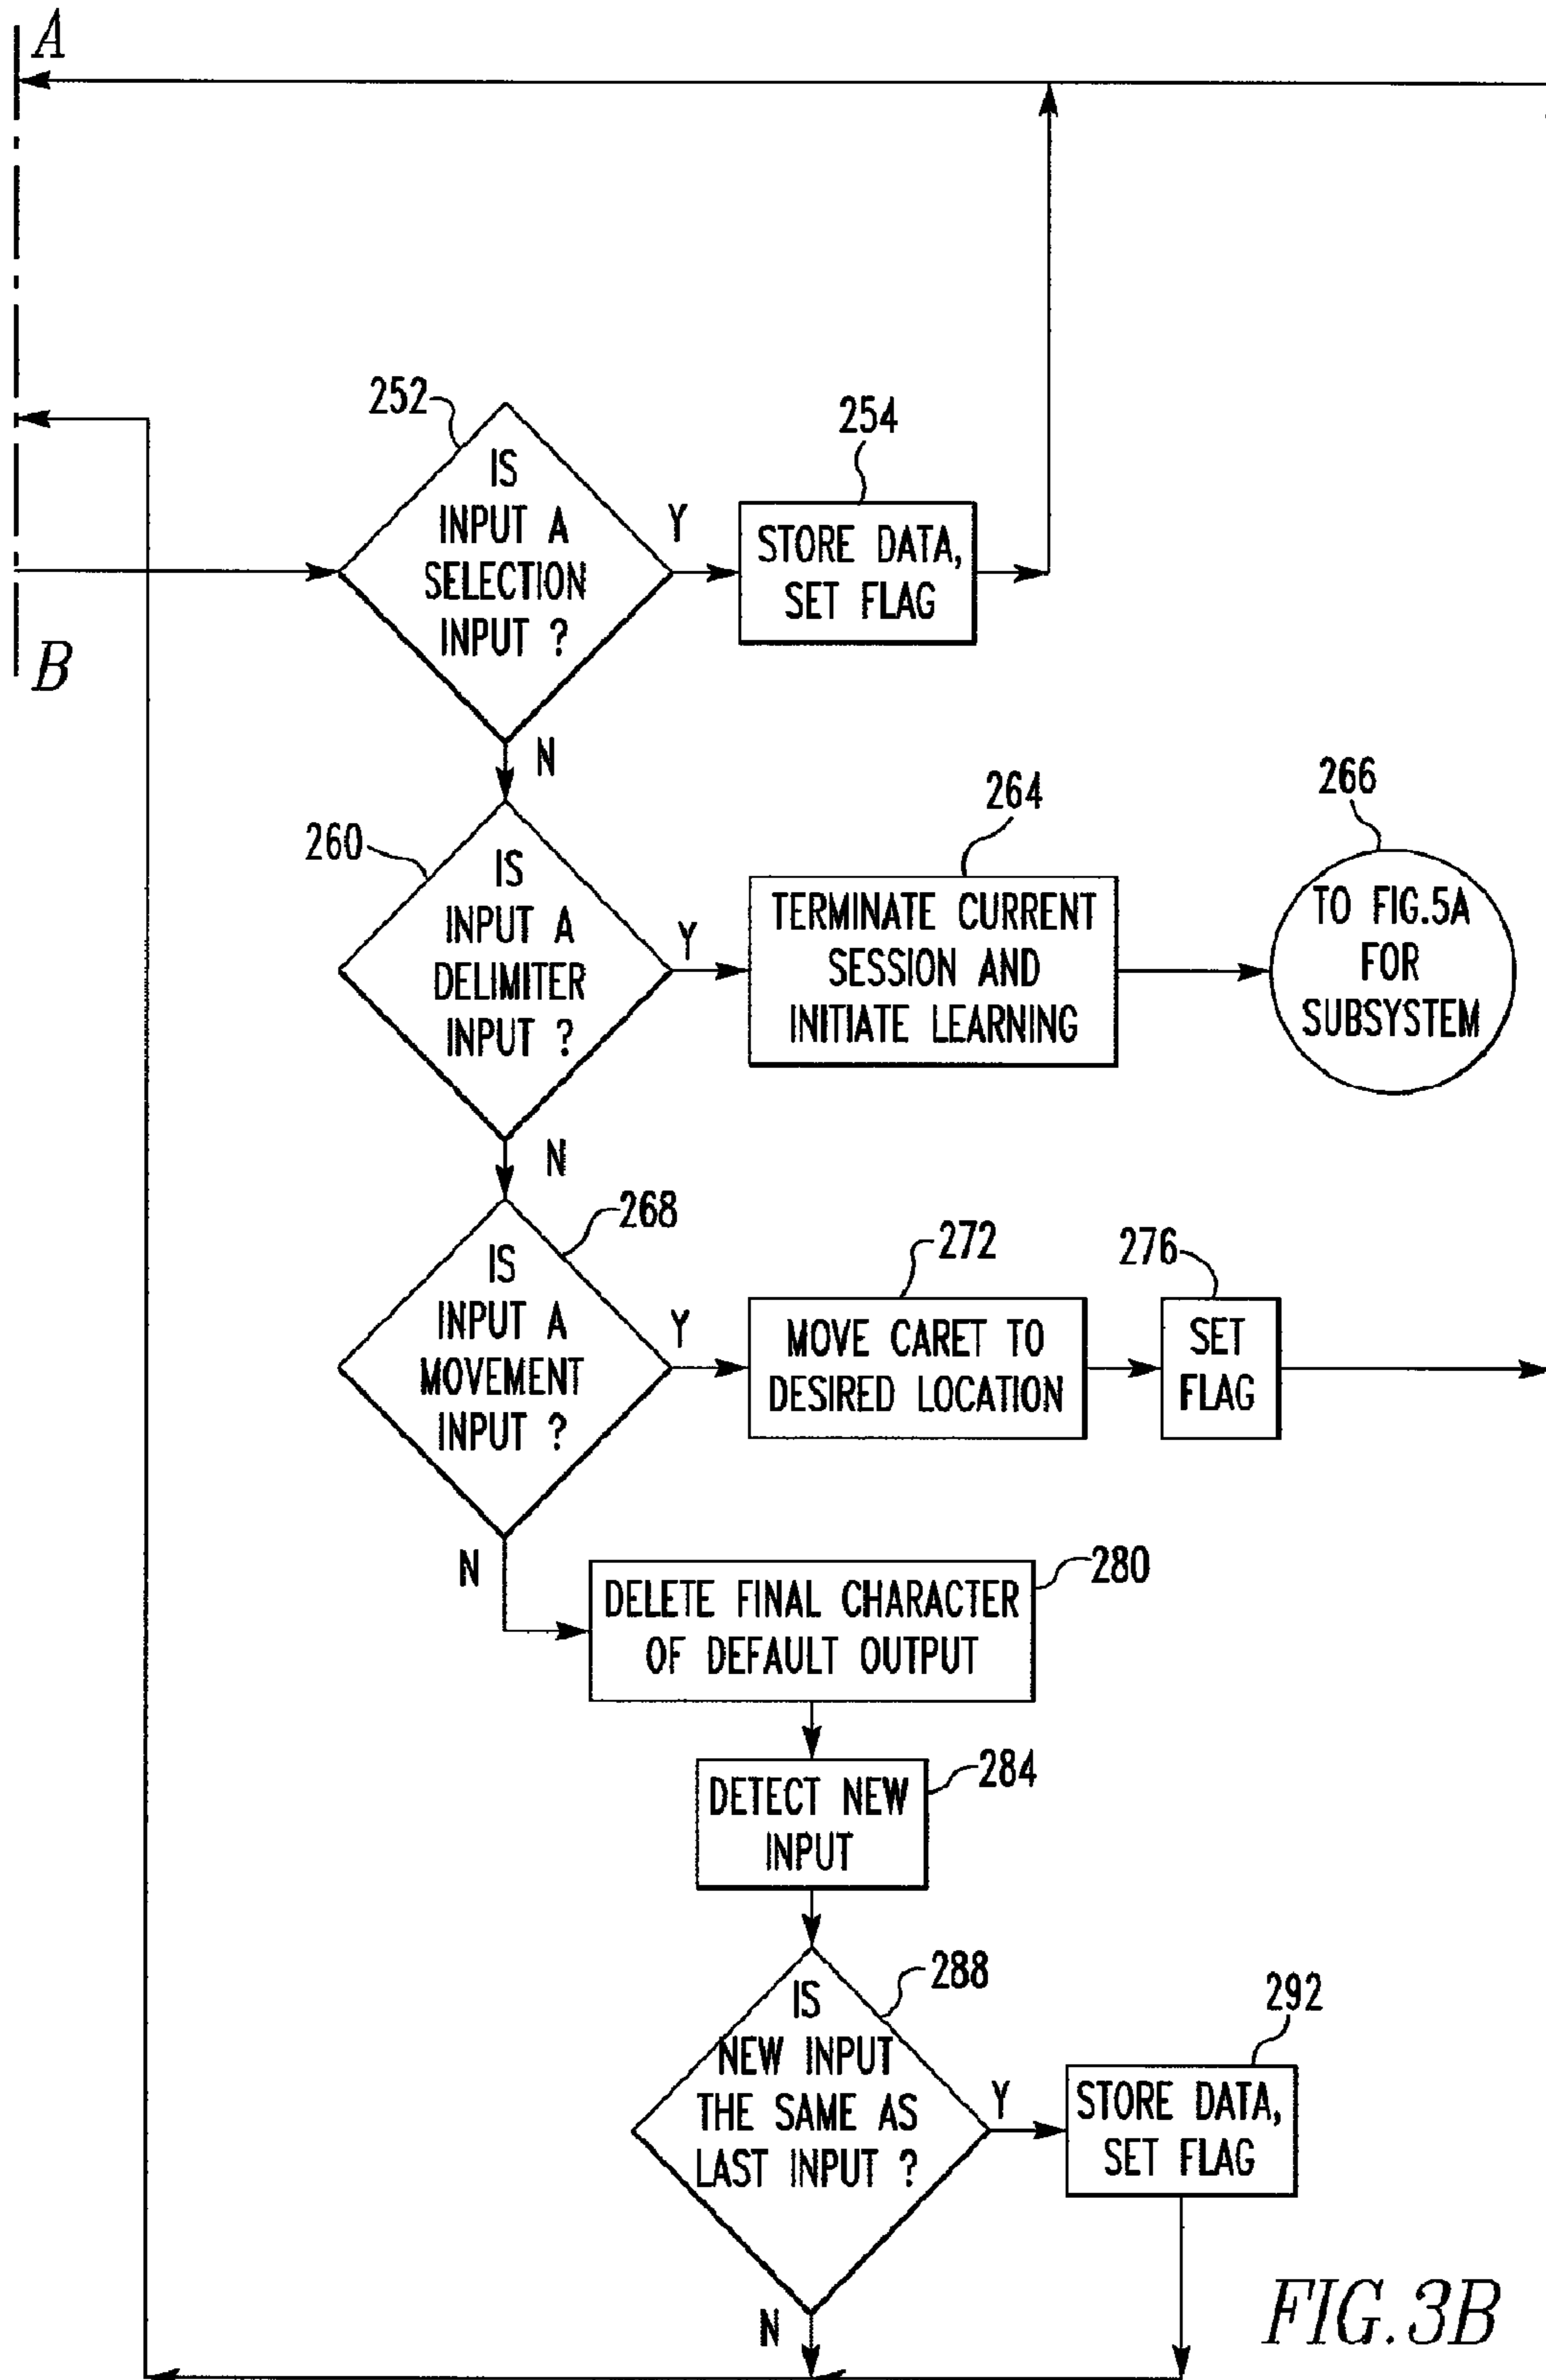 A
252
IS
INPUT A
SELECTION
INPUT ?
Y
254
STORE DATA,
SET FLAG
B
N
260
IS
INPUT A
DELIMITER
INPUT ?
Y
264
TERMINATE CURRENT
SESSION AND
INITIATE LEARNING
266
TO FIG.5A
FOR
SUBSYSTEM
N
268
IS
INPUT A
MOVEMENT
INPUT ?
Y
272
MOVE CARET TO
DESIRED LOCATION
276
SET
FLAG
N
280
DELETE FINAL CHARACTER
OF DEFAULT OUTPUT
284
DETECT NEW
INPUT
288
IS
NEW INPUT
THE SAME AS
LAST INPUT ?
Y
292
STORE DATA,
SET FLAG
N
FIG.3B